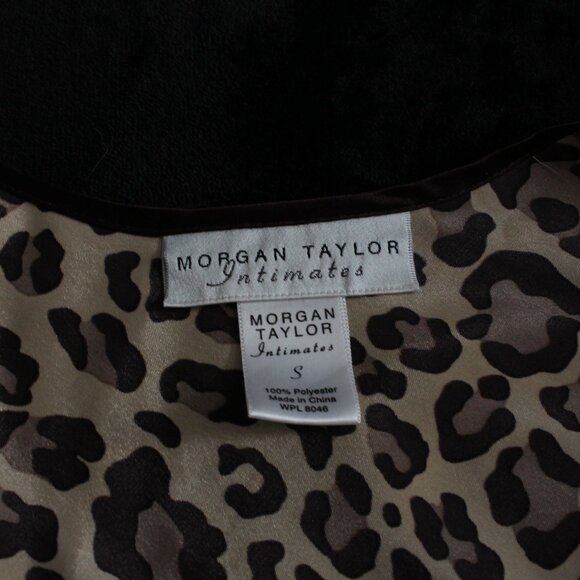 MORGAN TAYLOR
Intimates
MORGAN
TAYLOR
Intimates
S
100% Polyester
Made in China
WPL 8046